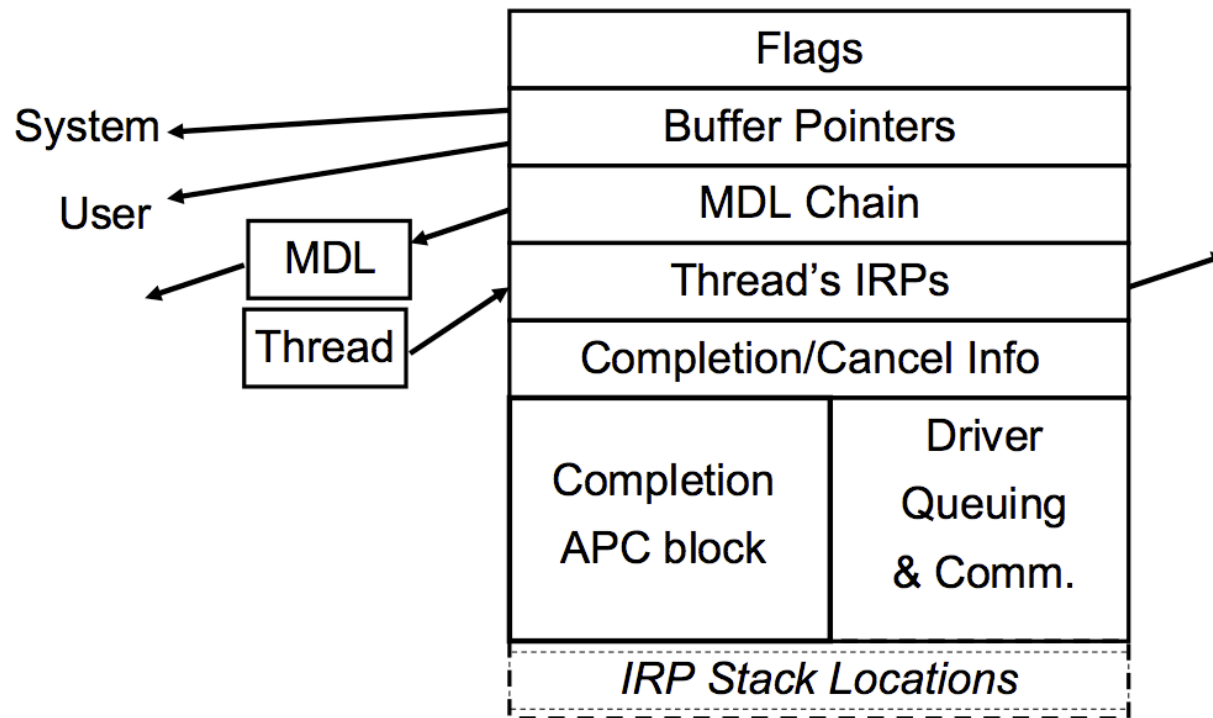 Flags
System
Buffer Pointers
User
MDL Chain
MDL
Thread's IRPs
Thread
Completion/Cancel Info
Completion
APC block
Driver
Queuing
& Comm.
IRP Stack Locations